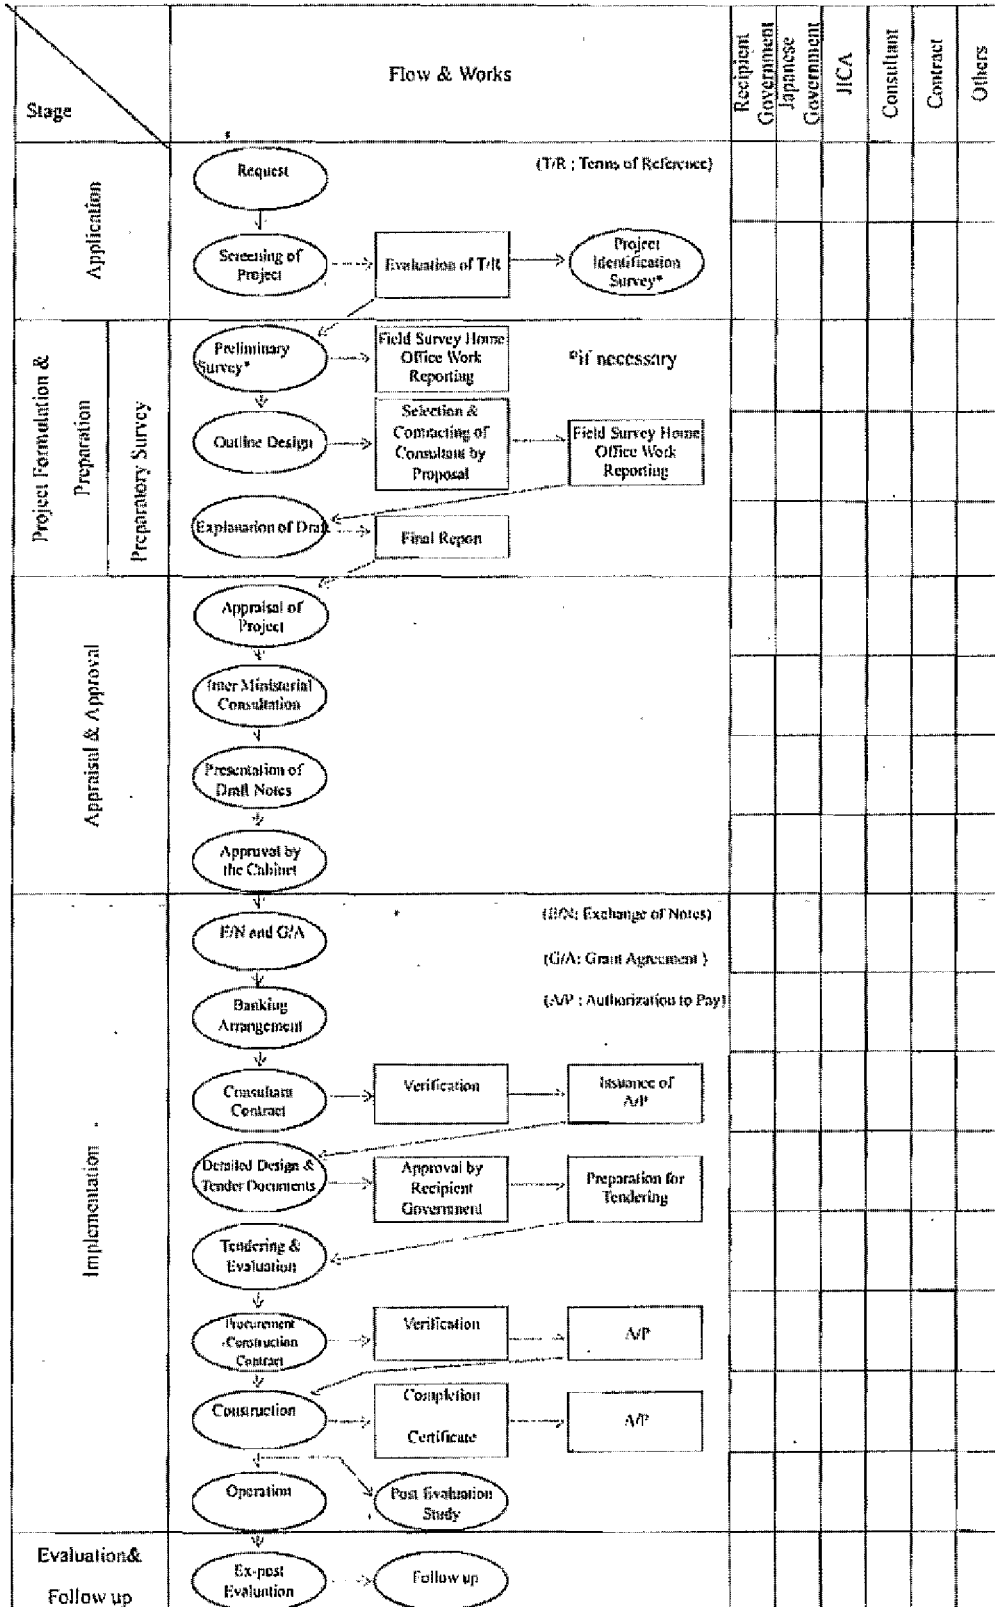 Stage
Flow & Works
Recipient
Government
Japanese
Government
JICA
Consultant
Contract
Others
Application
Request
(T/R ; Terms of Reference)
Screening of
Project
Evaluation of T/R
Project
Identification
Survey*
Project Formulation &
Preparation
Preparatory Survey
Preliminary
Survey*
Field Survey Home
Office Work
Reporting
*if necessary
Outline Design
Selection &
Contracting of
Consultant by
Proposal
Field Survey Home
Office Work
Reporting
Explanation of Draft
Final Report
Appraisal & Approval
Appraisal of
Project
Inter Ministerial
Consultation
Presentation of
Draft Notes
Approval by
the Cabinet
Implementation
E/N and G/A
(E/N: Exchange of Notes)
(G/A: Grant Agreement )
(A/P : Authorization to Pay)
Banking
Arrangement
Consultant
Contract
Verification
Issuance of
A/P
Detailed Design &
Tender Documents
Approval by
Recipient
Government
Preparation for
Tendering
Tendering &
Evaluation
Procurement
/Construction
Contract
Verification
A/P
Construction
Completion
Certificate
A/P
Operation
Post Evaluation
Study
Evaluation&
Follow up
Ex-post
Evaluation
Follow up